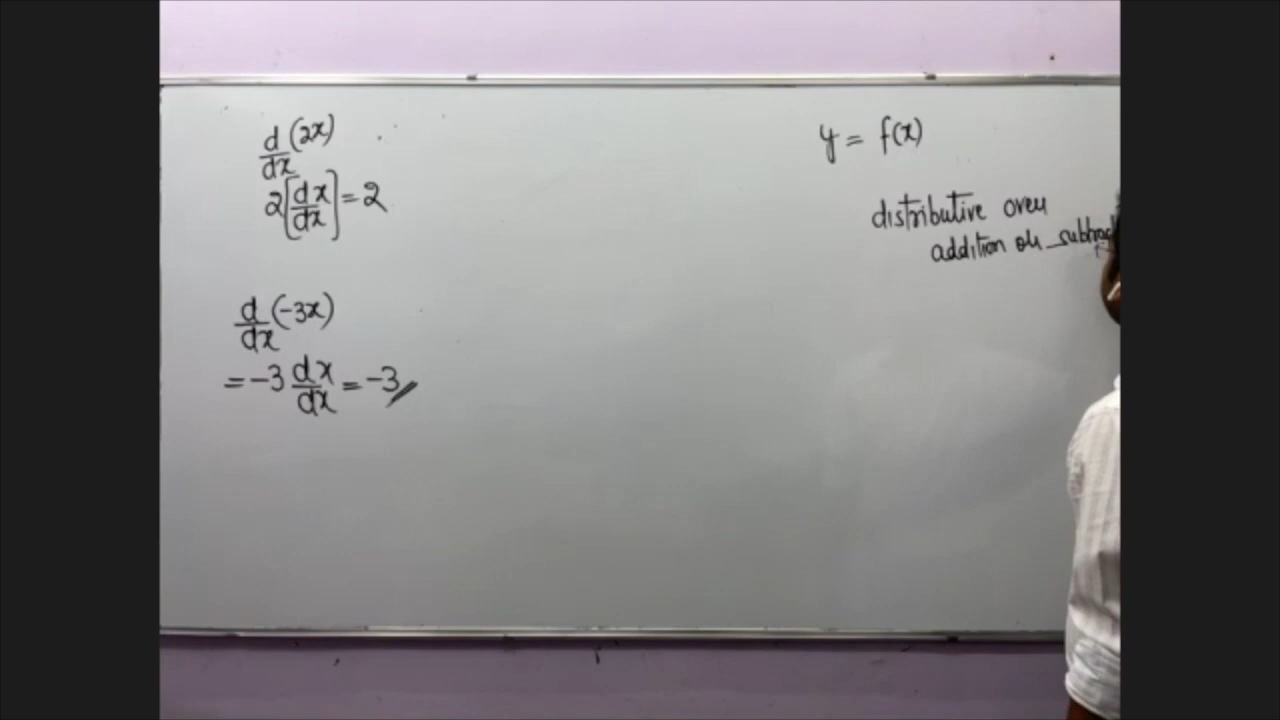 d/dx (2x)
2[dx/dx] = 2
d/dx (-3x)
= -3 dx/dx = -3
y = f(x)
distributive over
addition or